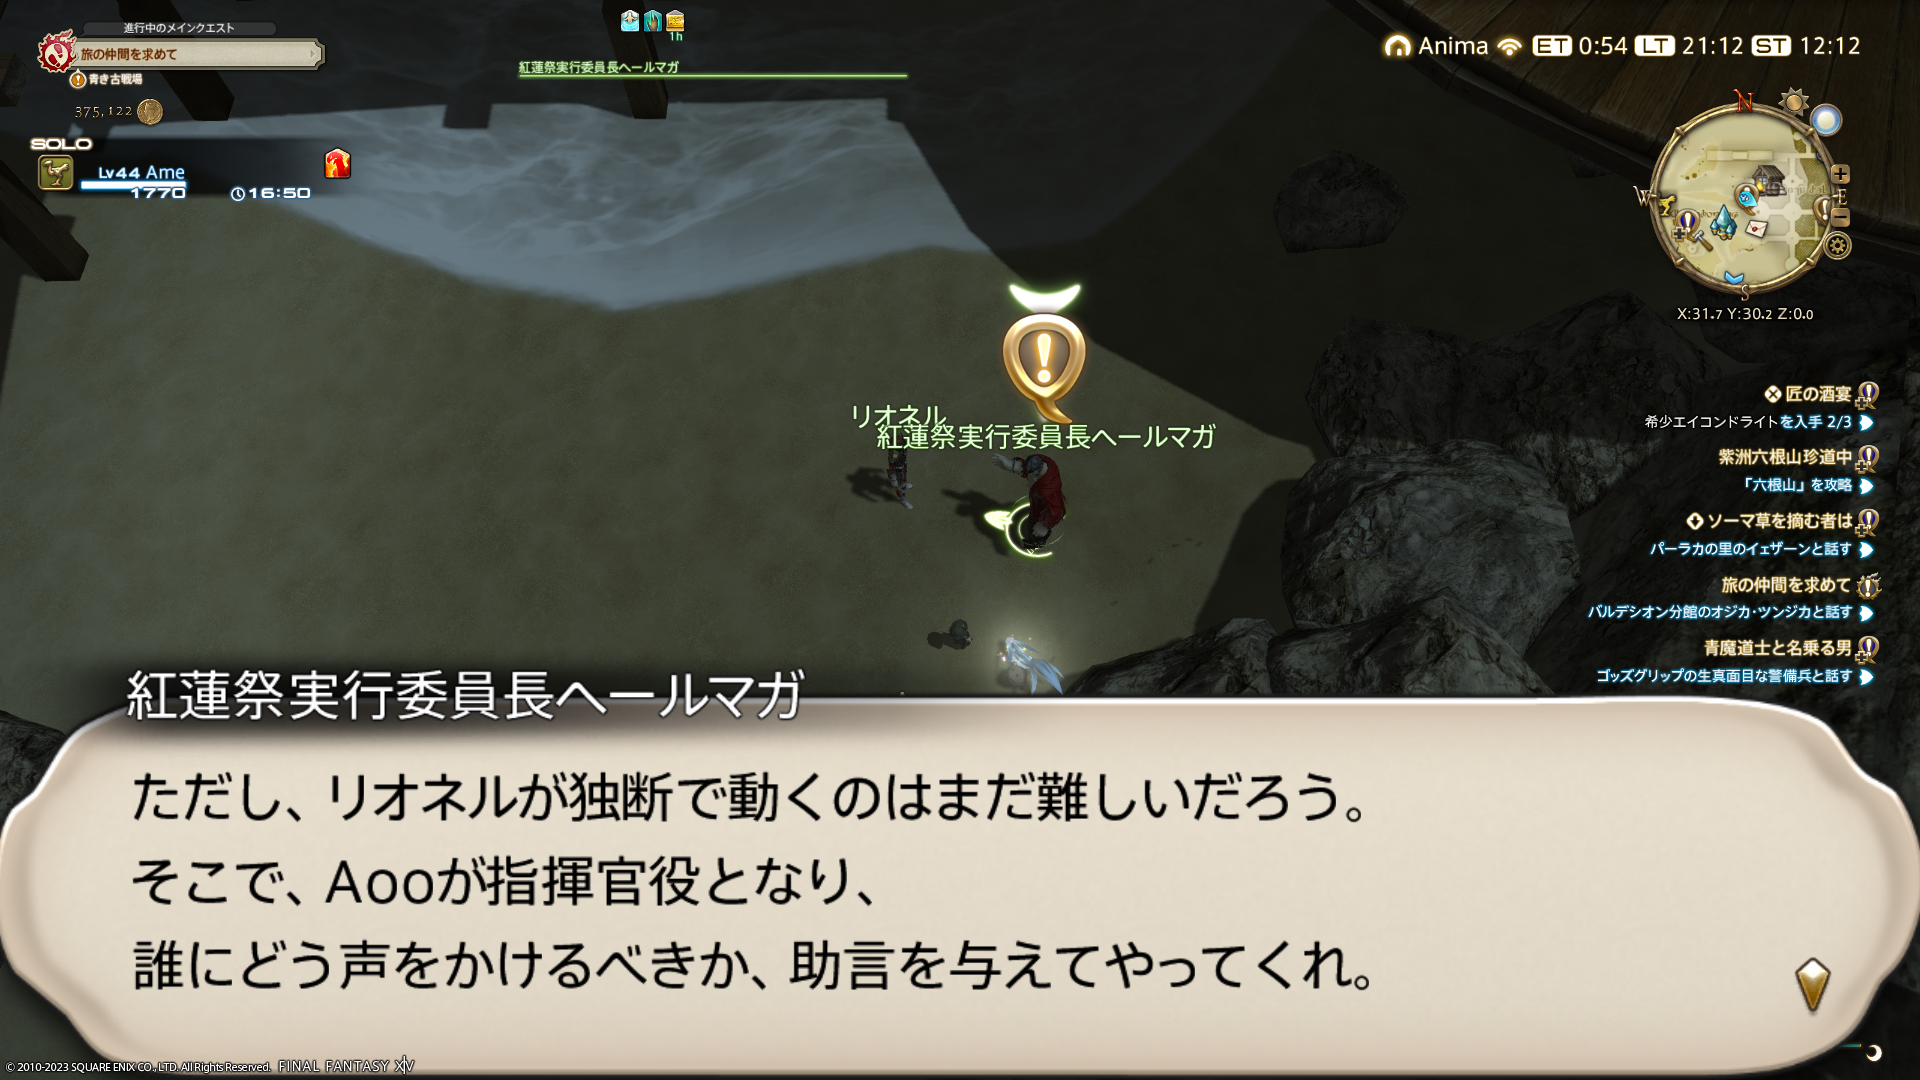 進行中のメインクエスト
旅の仲間を求めて
青き古戦場
375,122
SOLO
Lv44 Ame
1770
16:50
1h
紅蓮祭実行委員長ヘールマガ
Anima ET 0:54 LT 21:12 ST 12:12
N
W
E
S
X:31.7 Y:30.2 Z:0.0
リオネル
紅蓮祭実行委員長ヘールマガ
匠の酒宴
希少エイコンドライトを入手 2/3
紫洲六根山珍道中
「六根山」を攻略
ソーマ草を摘む者は
パーラカの里のイェザーンと話す
旅の仲間を求めて
バルデシオン分館のオジカ・ツンジカと話す
青魔道士と名乗る男
ゴッズグリップの生真面目な警備兵と話す
紅蓮祭実行委員長ヘールマガ
ただし、リオネルが独断で動くのはまだ難しいだろう。
そこで、Aooが指揮官役となり、
誰にどう声をかけるべきか、助言を与えてやってくれ。
© 2010-2023 SQUARE ENIX CO., LTD. All Rights Reserved. FINAL FANTASY XIV